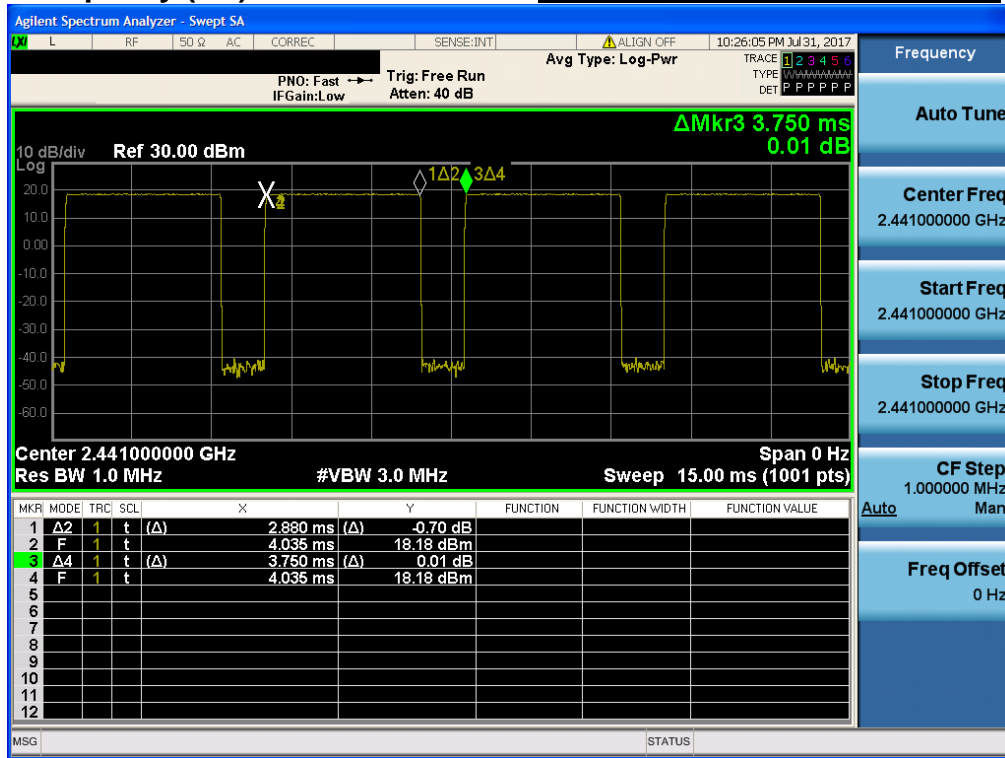 Agilent Spectrum Analyzer - Swept SA
LXI L RF 50 Ω AC CORREC SENSE:INT ALIGN OFF 10:26:05 PM Jul 31, 2017
Avg Type: Log-Pwr TRACE 1 2 3 4 5 6
PNO: Fast Trig: Free Run TYPE WWWWWW
IFGain:Low Atten: 40 dB DET P P P P P P
ΔMkr3 3.750 ms
0.01 dB
10 dB/div Ref 30.00 dBm
Log
1Δ2 3Δ4
20.0
10.0
0.00
-10.0
-20.0
-30.0
-40.0
-50.0
-60.0
Center 2.441000000 GHz Span 0 Hz
Res BW 1.0 MHz #VBW 3.0 MHz Sweep 15.00 ms (1001 pts)
MKR MODE TRC SCL X Y FUNCTION FUNCTION WIDTH FUNCTION VALUE
1 Δ2 1 t (Δ) 2.880 ms (Δ) -0.70 dB
2 F 1 t 4.035 ms 18.18 dBm
3 Δ4 1 t (Δ) 3.750 ms (Δ) 0.01 dB
4 F 1 t 4.035 ms 18.18 dBm
5
6
7
8
9
10
11
12
MSG STATUS
Frequency
Auto Tune
Center Freq
2.441000000 GHz
Start Freq
2.441000000 GHz
Stop Freq
2.441000000 GHz
CF Step
1.000000 MHz
Auto Man
Freq Offset
0 Hz